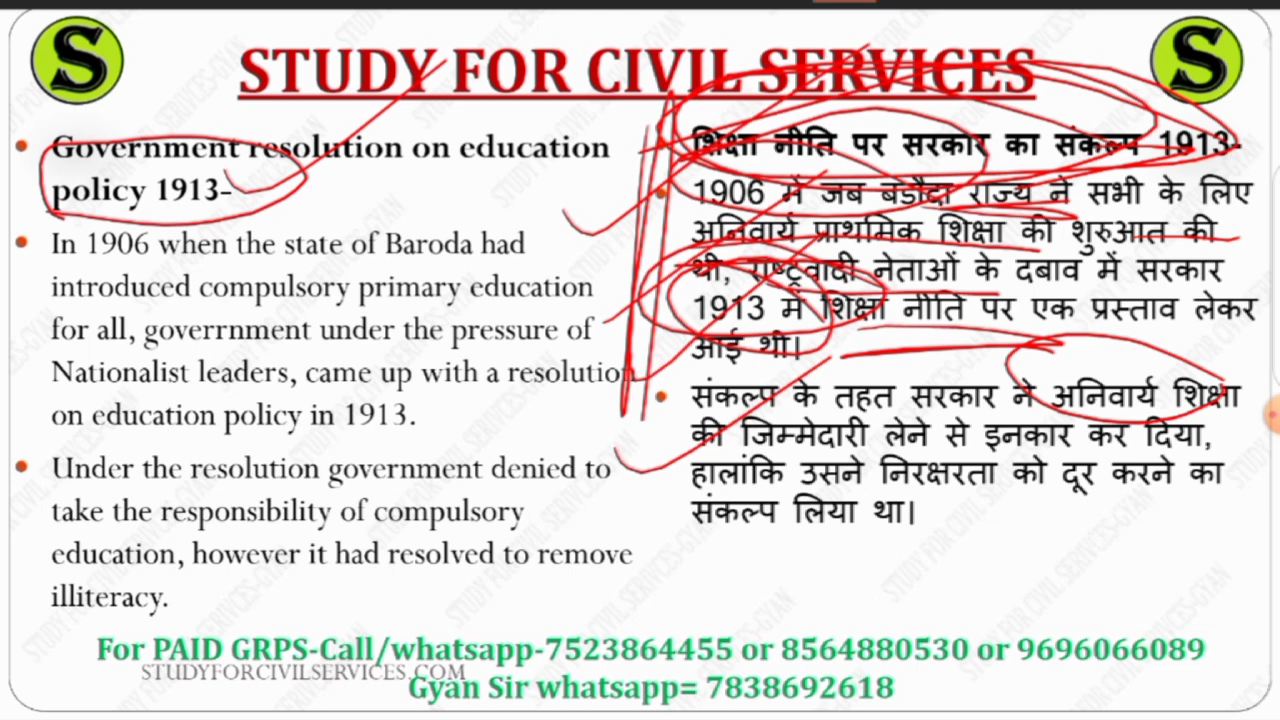 STUDY FOR CIVIL SERVICES
S
S
Government resolution on education
policy 1913-
In 1906 when the state of Baroda had
introduced compulsory primary education
for all, goverrnment under the pressure of
Nationalist leaders, came up with a resolution
on education policy in 1913.
Under the resolution government denied to
take the responsibility of compulsory
education, however it had resolved to remove
illiteracy.
शिक्षा नीति पर सरकार का संकल्प 1913-
1906 में जब बडौदा राज्य ने सभी के लिए
अनिवार्य प्राथमिक शिक्षा की शुरुआत की
थी, राष्ट्रवादी नेताओं के दबाव में सरकार
1913 में शिक्षा नीति पर एक प्रस्ताव लेकर
आई थी।
संकल्प के तहत सरकार ने अनिवार्य शिक्षा
की जिम्मेदारी लेने से इनकार कर दिया,
हालांकि उसने निरक्षरता को दूर करने का
संकल्प लिया था।
For PAID GRPS-Call/whatsapp-7523864455 or 8564880530 or 9696066089
STUDYFORCIVILSERVICES.COM
Gyan Sir whatsapp= 7838692618